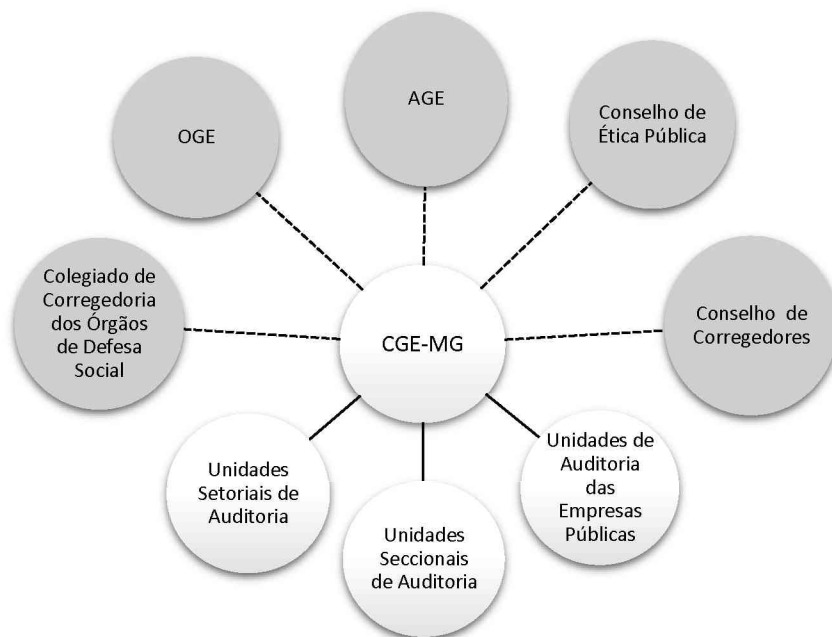 AGE
OGE
Conselho de
Ética Pública
Colegiado de
Corregedoria
dos Órgãos
de Defesa
Social
CGE-MG
Conselho de
Corregedores
Unidades
Setoriais de
Auditoria
Unidades
Seccionais
de Auditoria
Unidades de
Auditoria
das
Empresas
Públicas